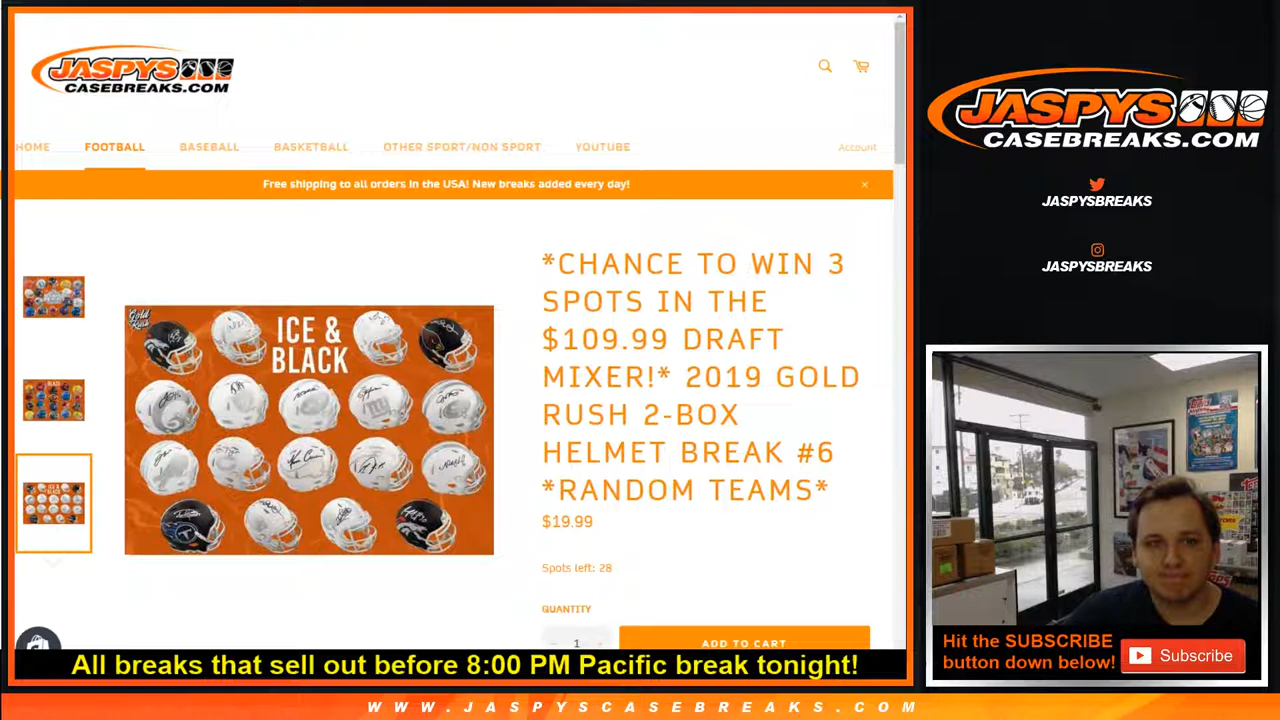 JASPYS
CASEBREAKS.COM
HOME FOOTBALL BASEBALL BASKETBALL OTHER SPORT/NON SPORT YOUTUBE Account
Free shipping to all orders in the USA! New breaks added every day!
Gold Rush
ICE &
BLACK
*CHANCE TO WIN 3
SPOTS IN THE
$109.99 DRAFT
MIXER!* 2019 GOLD
RUSH 2-BOX
HELMET BREAK #6
*RANDOM TEAMS*
$19.99
Spots left: 28
QUANTITY
1
ADD TO CART
All breaks that sell out before 8:00 PM Pacific break tonight!
JASPYS
CASEBREAKS.COM
JASPYSBREAKS
JASPYSBREAKS
Hit the SUBSCRIBE
button down below!
Subscribe
WWW.JASPYSCASEBREAKS.COM